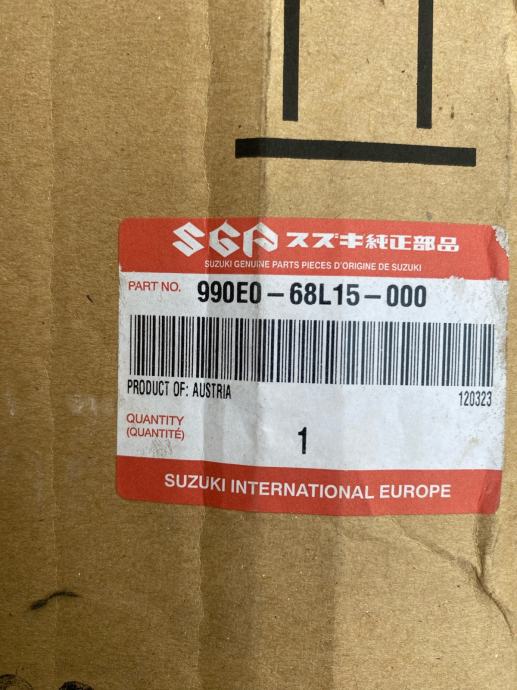 SGP スズキ純正部品
SUZUKI GENUINE PARTS PIECES D'ORIGINE DE SUZUKI
PART NO. 990E0-68L15-000
PRODUCT OF: AUSTRIA 120323
QUANTITY
(QUANTITÉ) 1
SUZUKI INTERNATIONAL EUROPE